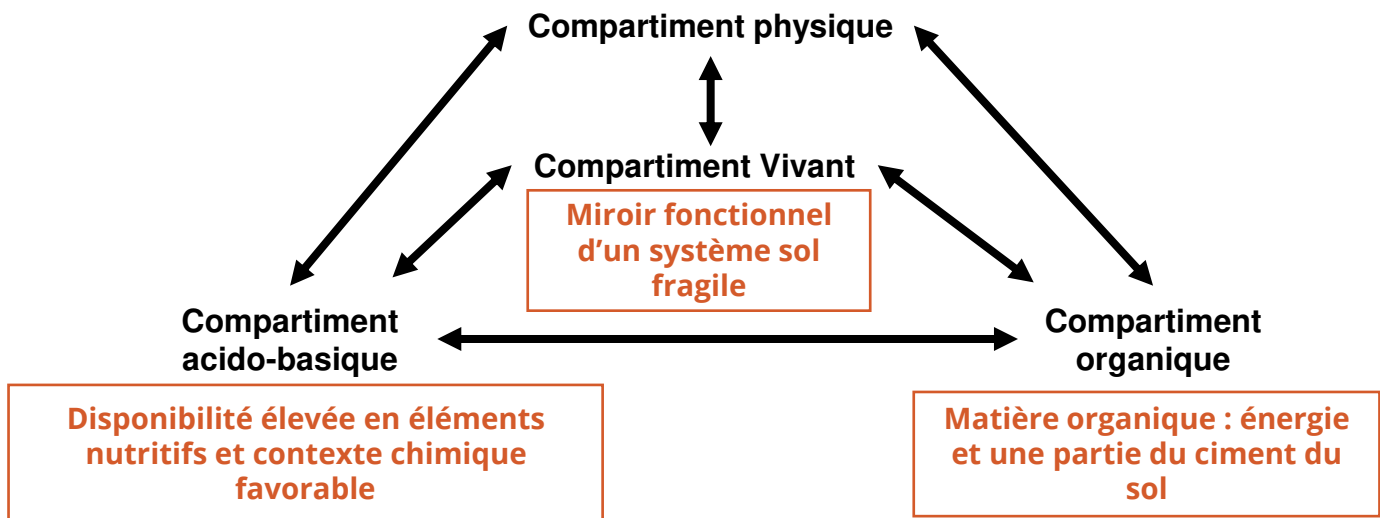 Compartiment physique
Compartiment Vivant
Miroir fonctionnel
d’un système sol
fragile
Compartiment
acido-basique
Compartiment
organique
Disponibilité élevée en éléments
nutritifs et contexte chimique
favorable
Matière organique : énergie
et une partie du ciment du
sol